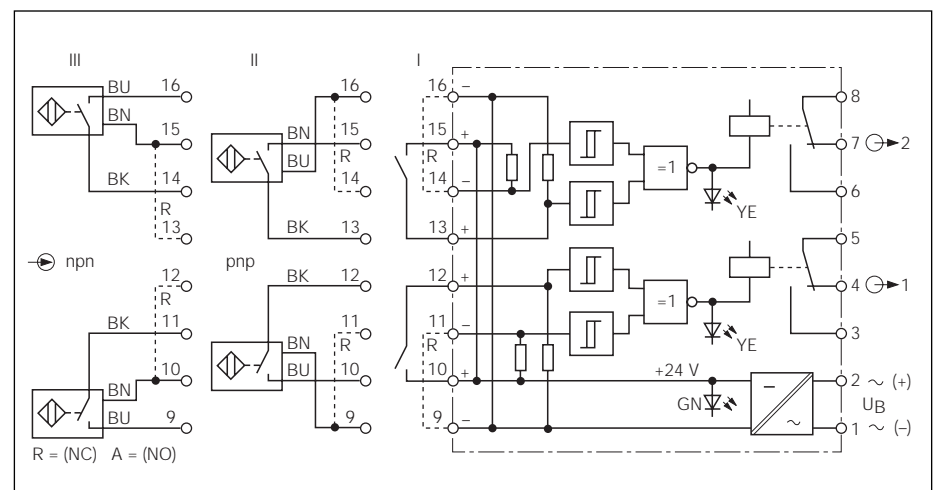 III II I
BU 16
BN
15
BK 14
R
13
npn
12
R
BK 11
10
BN
BU 9
R = (NC) A = (NO)
16
BN 15
BU R
14
BK 13
pnp
BK 12
11
BN R
BU 10
9
16 –
15 +
R
14 –
13 +
12 +
11 –
R
10 +
9 –
=1
YE
=1
YE
+24 V
GN
–
~
8
7 2
6
5
4 1
3
2 ~ (+)
UB
1 ~ (–)